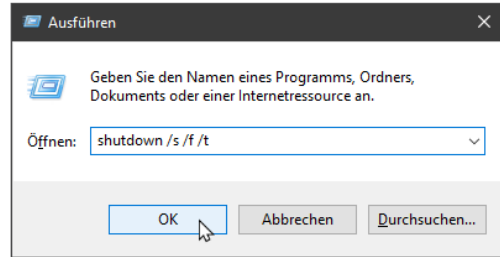 Ausführen
Geben Sie den Namen eines Programms, Ordners,
Dokuments oder einer Internetressource an.
Öffnen: shutdown /s /f /t
OK Abbrechen Durchsuchen...